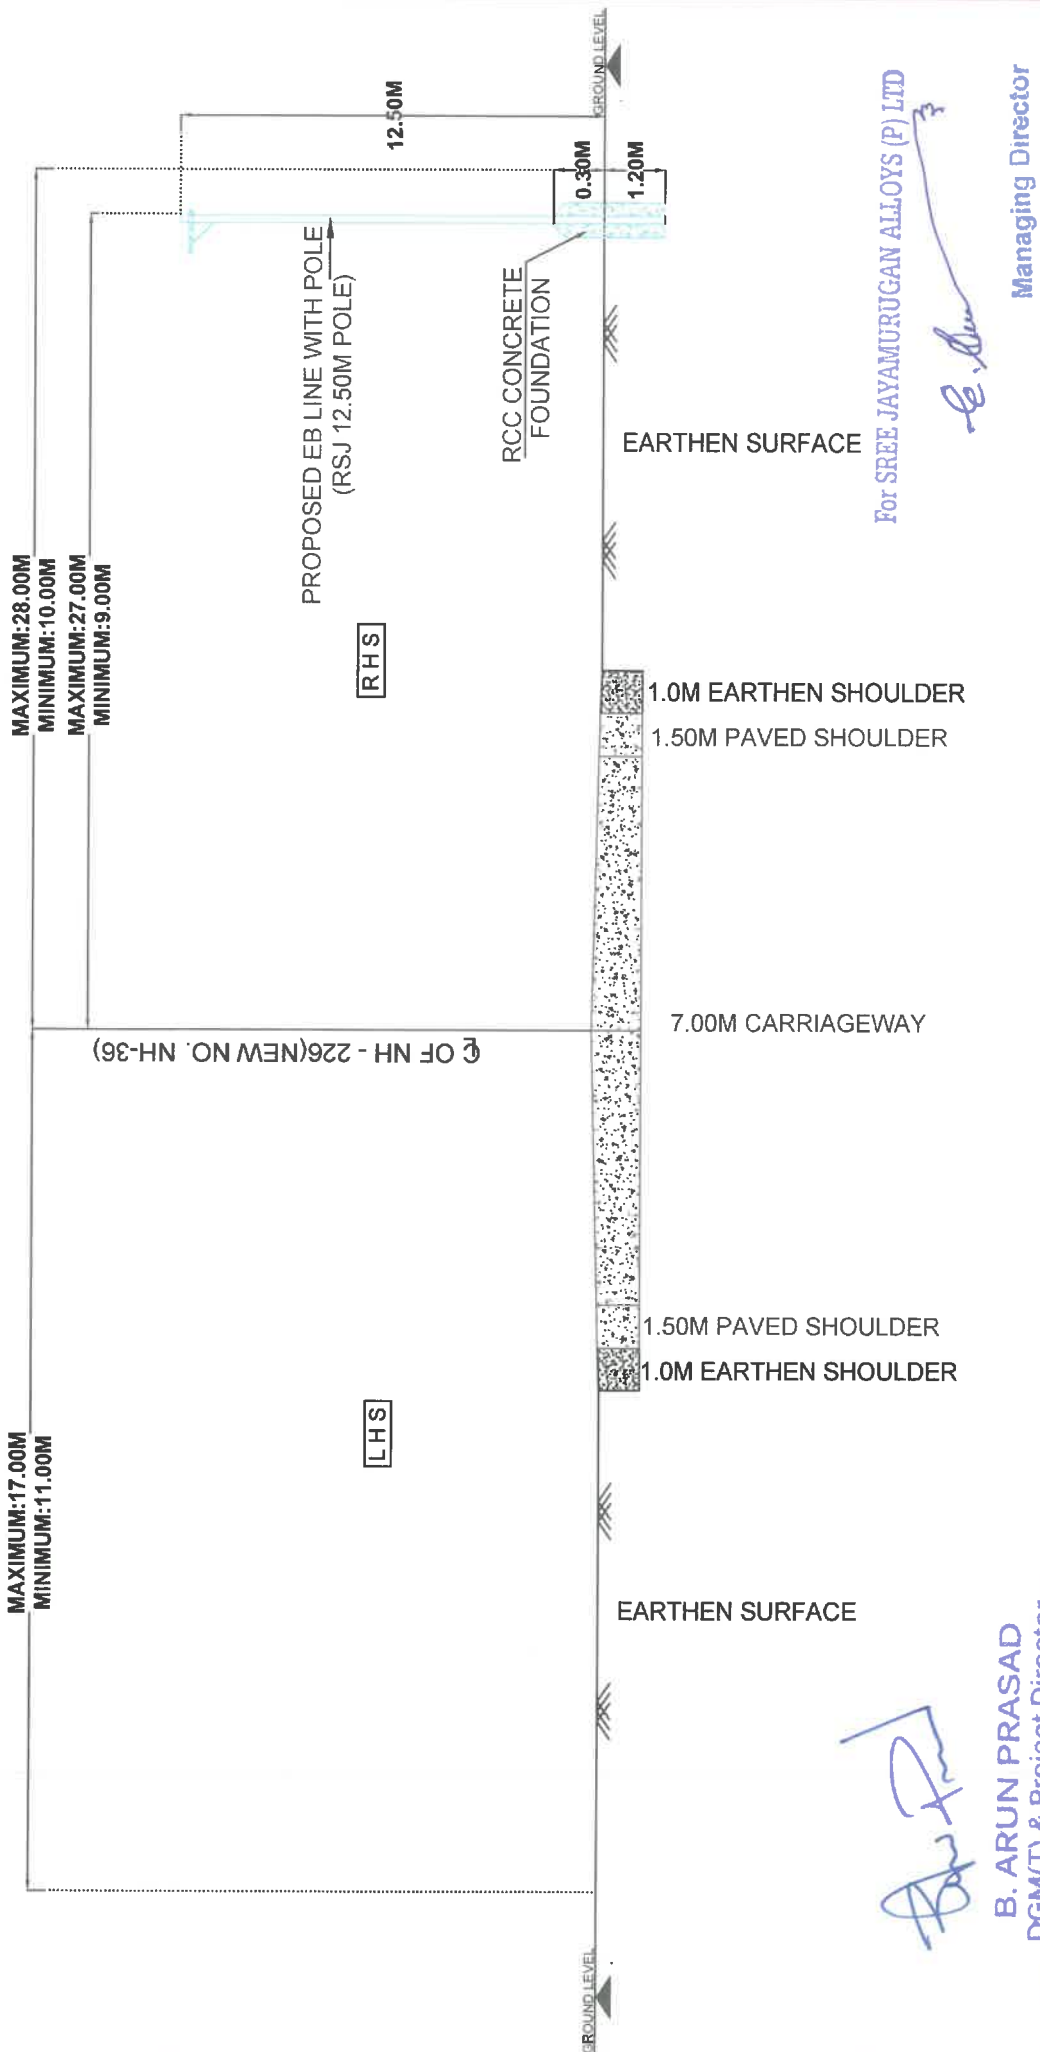 MAXIMUM:17.00M
MINIMUM:11.00M
MAXIMUM:28.00M
MINIMUM:10.00M
MAXIMUM:27.00M
MINIMUM:9.00M
12.50M
PROPOSED EB LINE WITH POLE
(RSJ 12.50M POLE)
LHS
RHS
℄ OF NH - 226(NEW NO. NH-36)
RCC CONCRETE
FOUNDATION
0.30M
1.20M
GROUND LEVEL
GROUND LEVEL
EARTHEN SURFACE
1.0M EARTHEN SHOULDER
1.50M PAVED SHOULDER
7.00M CARRIAGEWAY
1.50M PAVED SHOULDER
1.0M EARTHEN SHOULDER
EARTHEN SURFACE
B. ARUN PRASAD
DGM(T) & Project Director
For SREE JAYAMURUGAN ALLOYS (P) LTD
Managing Director